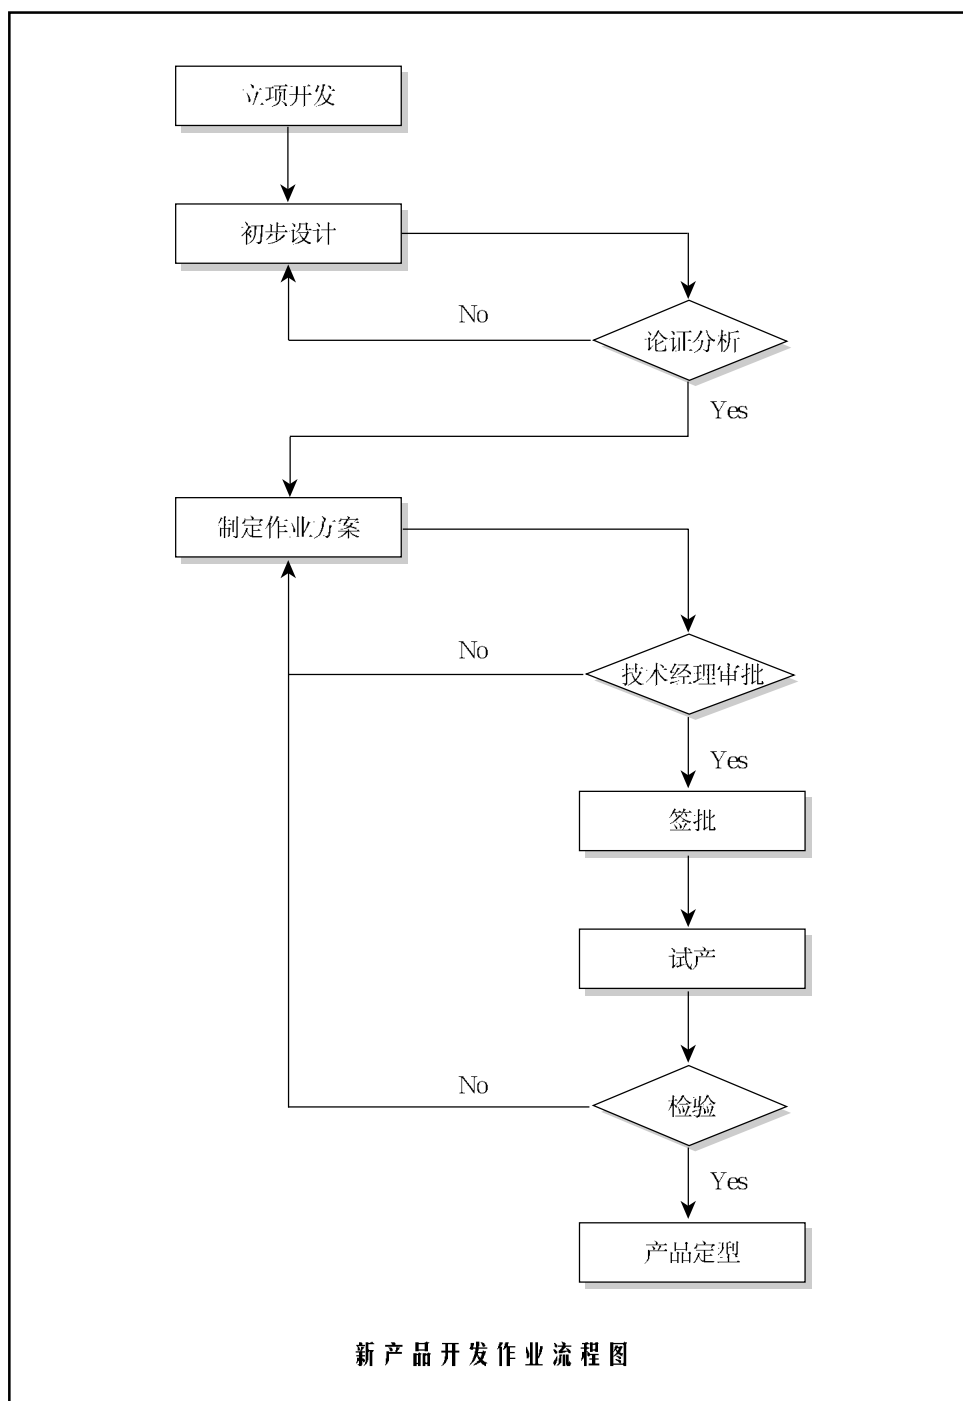 立项开发
初步设计
No
论证分析
Yes
制定作业方案
No
技术经理审批
Yes
签批
试产
No
检验
Yes
产品定型
新产品开发作业流程图